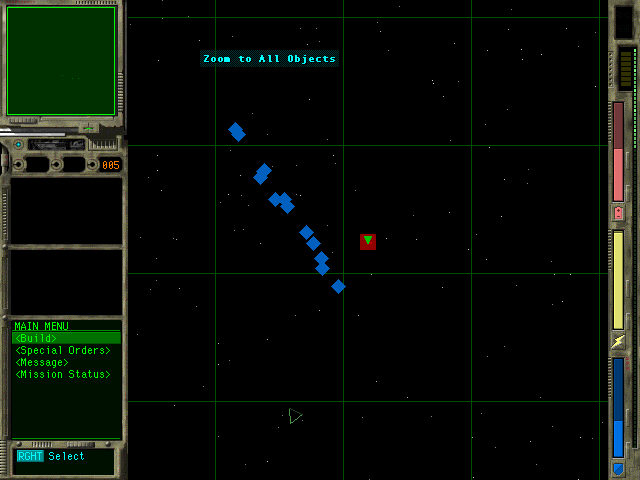 Zoom to All Objects
005
MAIN MENU
<Build>
<Special Orders>
<Message>
<Mission Status>
RGHT Select